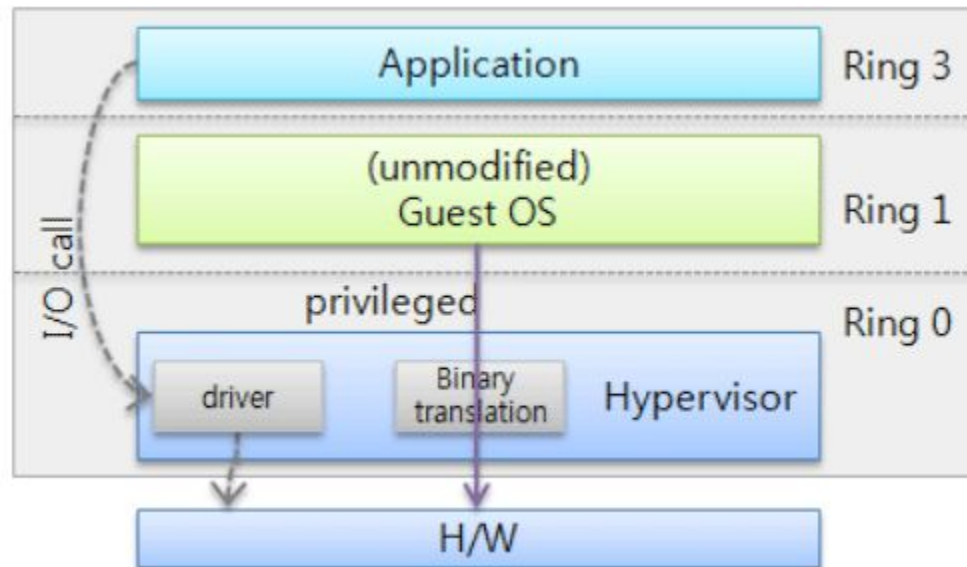 Application
Ring 3
(unmodified)
Guest OS
Ring 1
I/O call
privileged
Ring 0
driver
Binary
translation
Hypervisor
H/W